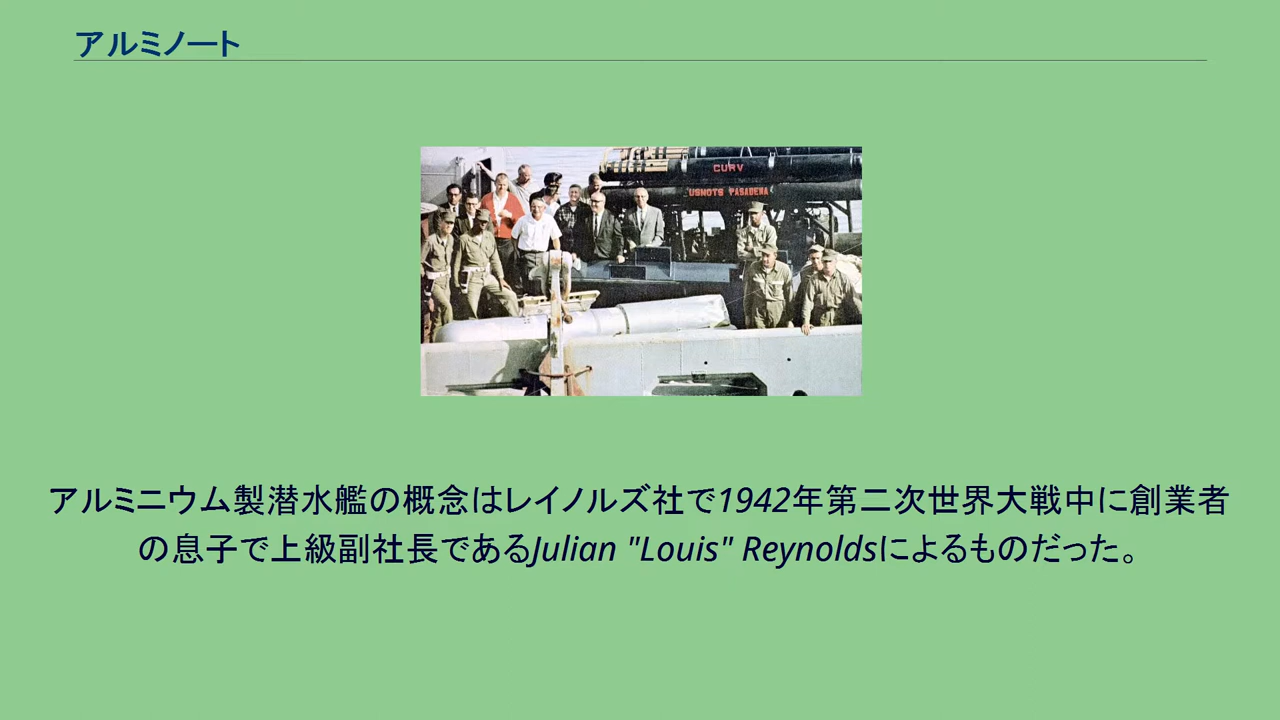 アルミノート
CURV
USMOTS PASADENA
アルミニウム製潜水艦の概念はレイノルズ社で1942年第二次世界大戦中に創業者
の息子で上級副社長であるJulian "Louis" Reynoldsによるものだった。